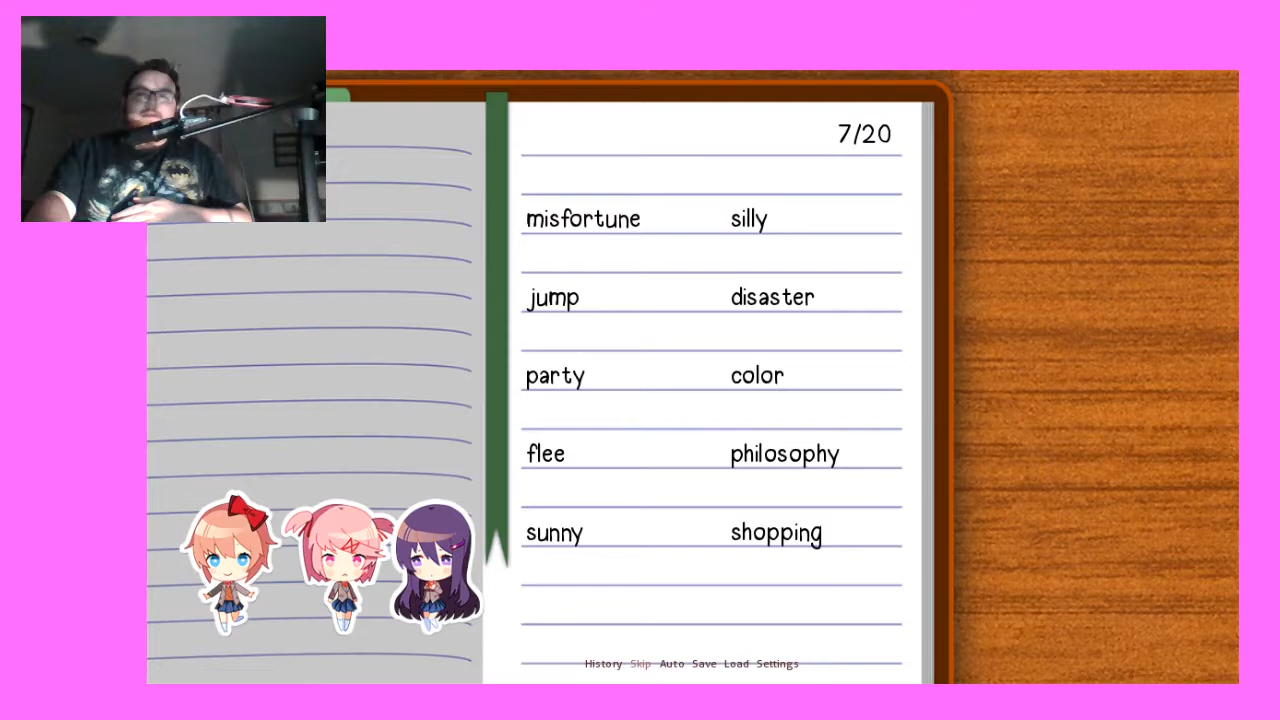 7/20
misfortune silly
jump disaster
party color
flee philosophy
sunny shopping
History Skip Auto Save Load Settings